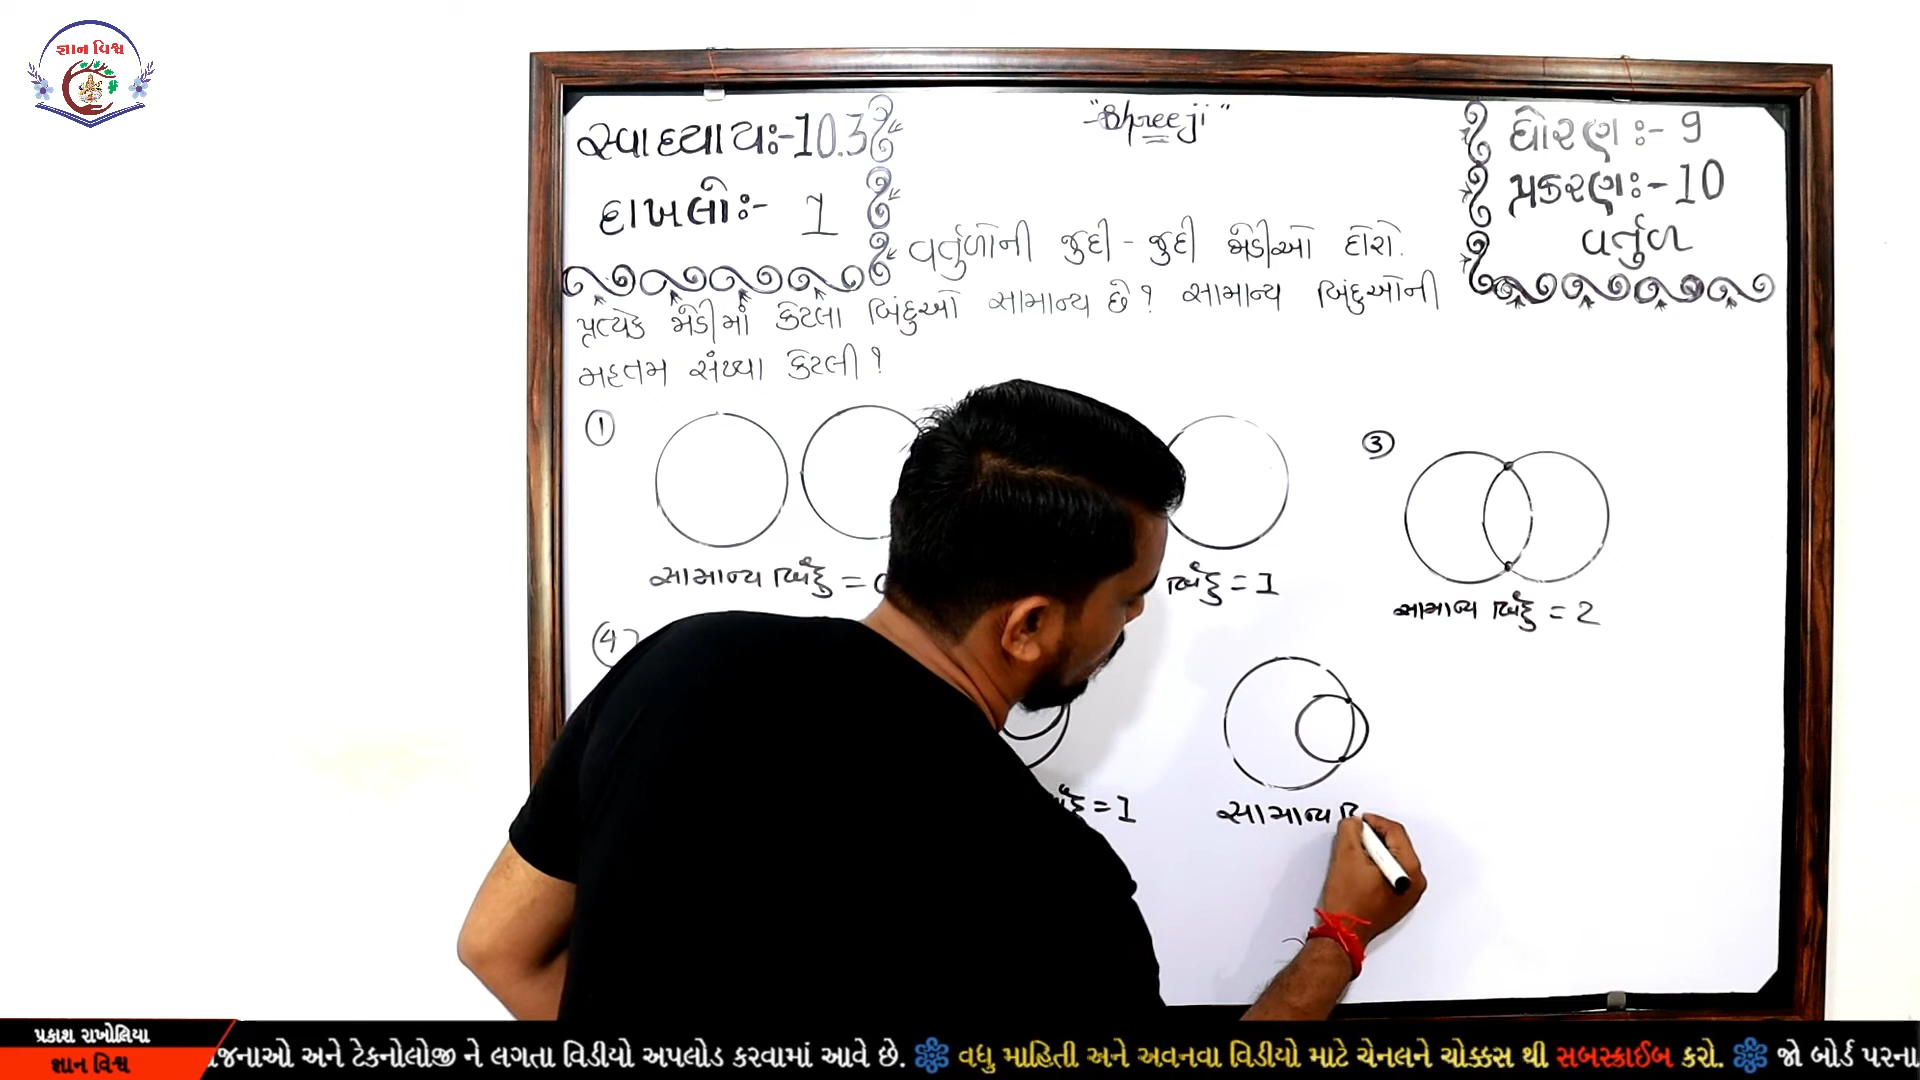 જ્ઞાન વિશ્વ
"Shreeji"
સ્વાધ્યાયઃ-10.3
દાખલોઃ- 1
ધોરણઃ- 9
પ્રકરણઃ-10
વર્તુળ
વર્તુળોની જુદી-જુદી જોડીઓ દોરો.
પ્રત્યેક જોડીમાં કેટલા બિંદુઓ સામાન્ય છે? સામાન્ય બિંદુઓની
મહત્તમ સંખ્યા કેટલી?
1
3
સામાન્ય બિંદુ = 0
બિંદુ = 1
સામાન્ય બિંદુ = 2
4
= 1
સામાન્ય
પ્રકાશ રાખોલિયા
જ્ઞાન વિશ્વ
જનાઓ અને ટેકનોલોજી ને લગતા વિડીયો અપલોડ કરવામાં આવે છે. વધુ માહિતી અને અવનવા વિડીયો માટે ચેનલને ચોક્કસ થી સબસ્ક્રાઈબ કરો. જો બોર્ડ પરના